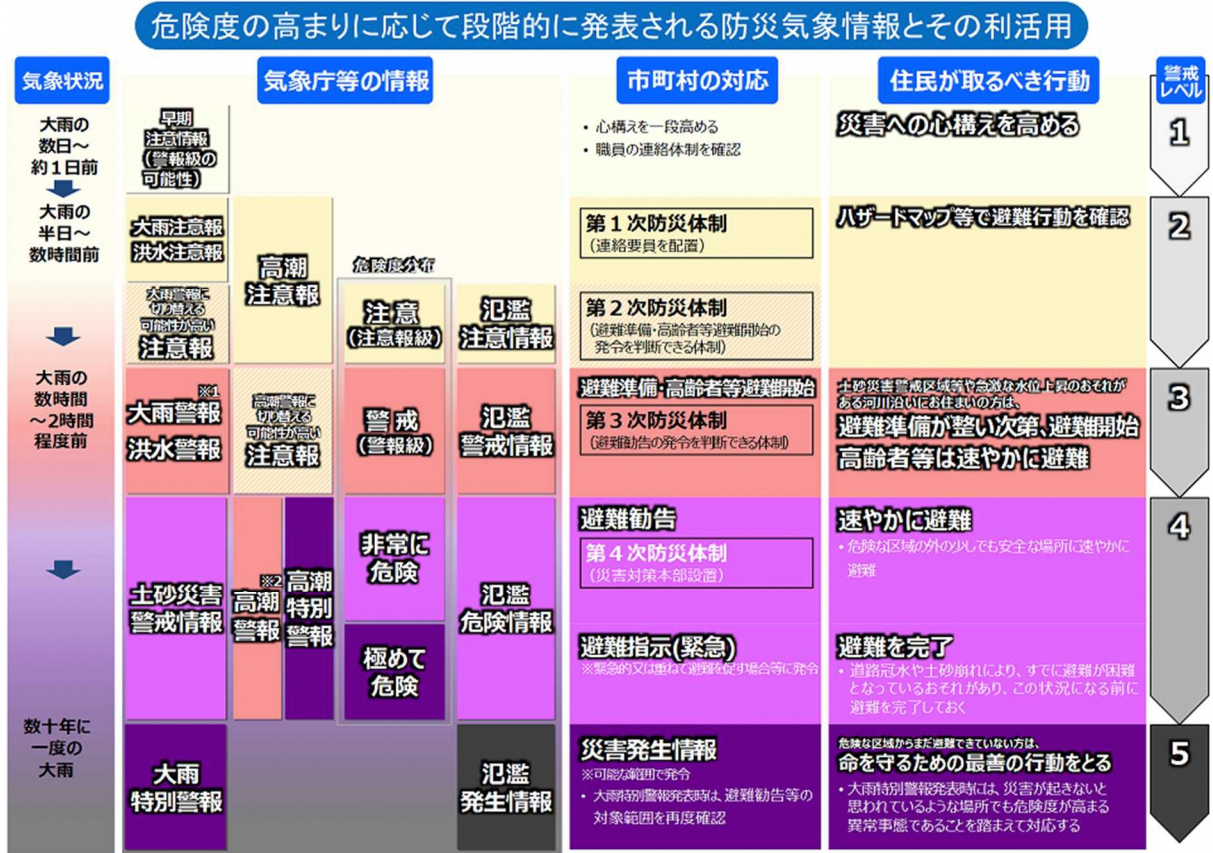 危険度の高まりに応じて段階的に発表される防災気象情報とその利活用
気象状況
気象庁等の情報
市町村の対応
住民が取るべき行動
警戒
レベル
大雨の
数日～
約１日前
早期
注意情報
(警報級の
可能性)
・心構えを一段高める
・職員の連絡体制を確認
災害への心構えを高める
1
大雨の
半日～
数時間前
大雨注意報
洪水注意報
高潮
注意報
第１次防災体制
(連絡要員を配置)
ハザードマップ等で避難行動を確認
2
大雨警報に
切り替える
可能性が高い
注意報
危険度分布
注意
(注意報級)
氾濫
注意情報
第２次防災体制
(避難準備・高齢者等避難開始の
発令を判断できる体制)
大雨の
数時間
～2時間
程度前
大雨警報
※1
洪水警報
高潮警報に
切り替える
可能性が高い
注意報
警戒
(警報級)
氾濫
警戒情報
避難準備・高齢者等避難開始
第３次防災体制
(避難勧告の発令を判断できる体制)
土砂災害警戒区域等や急激な水位上昇のおそれが
ある河川沿いにお住まいの方は、
避難準備が整い次第、避難開始
高齢者等は速やかに避難
3
土砂災害
警戒情報
※2
高潮
警報
高潮
特別
警報
非常に
危険
極めて
危険
氾濫
危険情報
避難勧告
第４次防災体制
(災害対策本部設置)
避難指示(緊急)
※緊急的又は重ねて避難を促す場合等に発令
速やかに避難
・危険な区域の外の少しでも安全な場所に速やかに
避難
避難を完了
・道路冠水や土砂崩れにより、すでに避難が困難
となっているおそれがあり、この状況になる前に
避難を完了しておく
4
数十年に
一度の
大雨
大雨
特別警報
氾濫
発生情報
災害発生情報
※可能な範囲で発令
・大雨特別警報発表時は、避難勧告等の
対象範囲を再度確認
危険な区域からまだ避難できていない方は、
命を守るための最善の行動をとる
・大雨特別警報発表時には、災害が起きないと
思われているような場所でも危険度が高まる
異常事態であることを踏まえて対応する
5